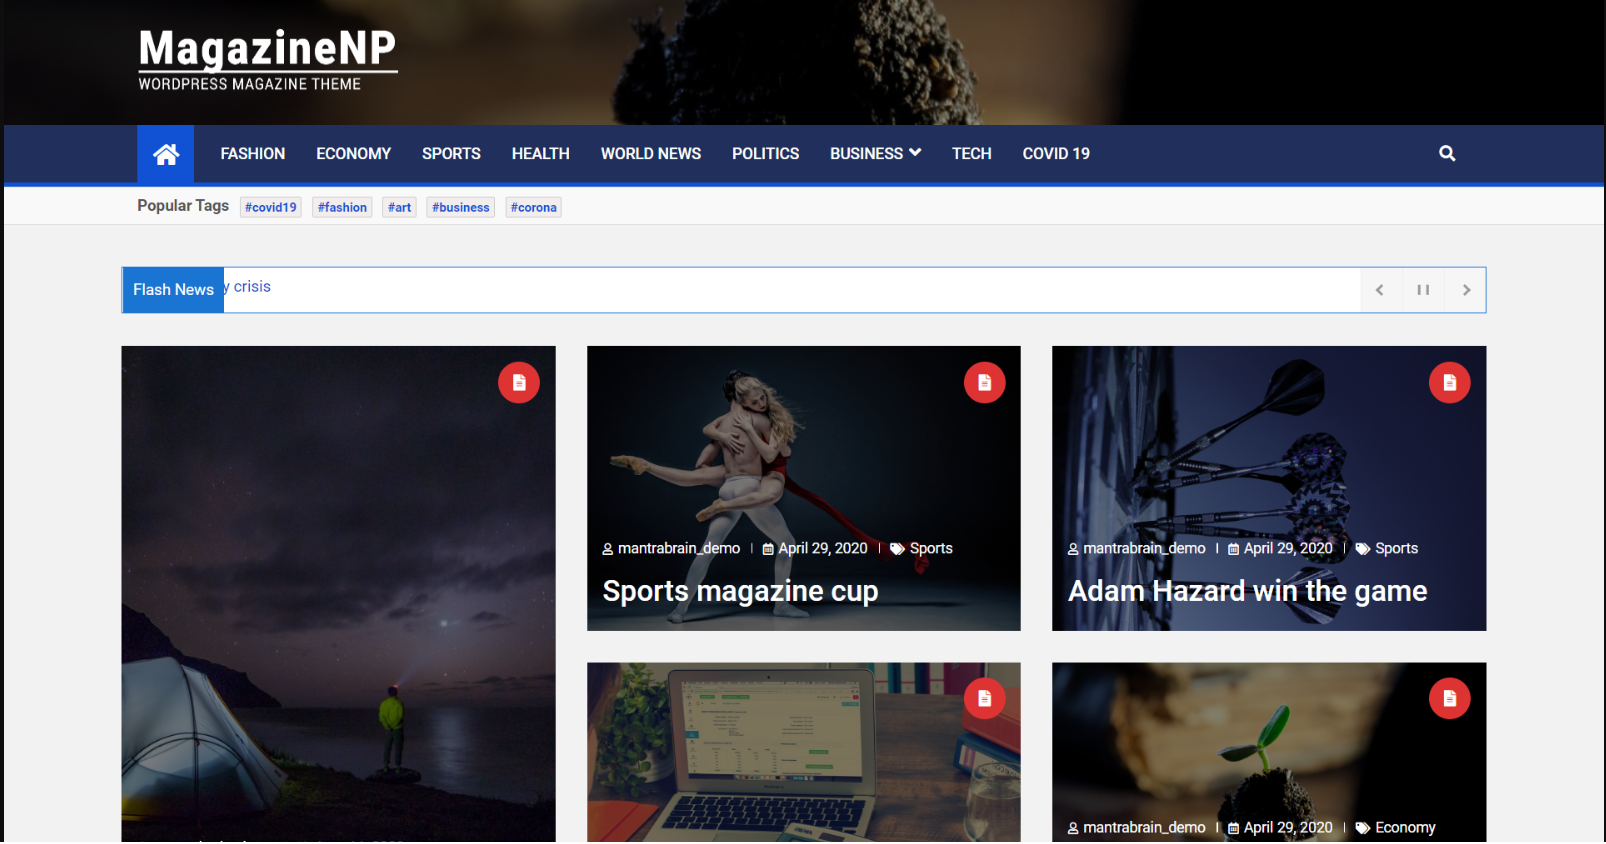 MagazineNP
WORDPRESS MAGAZINE THEME
FASHION ECONOMY SPORTS HEALTH WORLD NEWS POLITICS BUSINESS TECH COVID 19
Popular Tags #covid19 #fashion #art #business #corona
Flash News y crisis
mantrabrain_demo April 29, 2020 Sports
Sports magazine cup
mantrabrain_demo April 29, 2020 Sports
Adam Hazard win the game
mantrabrain_demo April 29, 2020 Economy